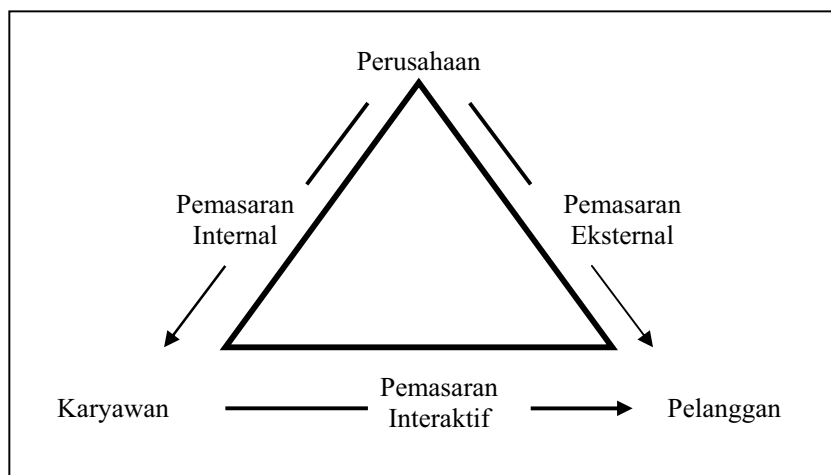 Perusahaan
Pemasaran
Internal
Pemasaran
Eksternal
Karyawan
Pemasaran
Interaktif
Pelanggan